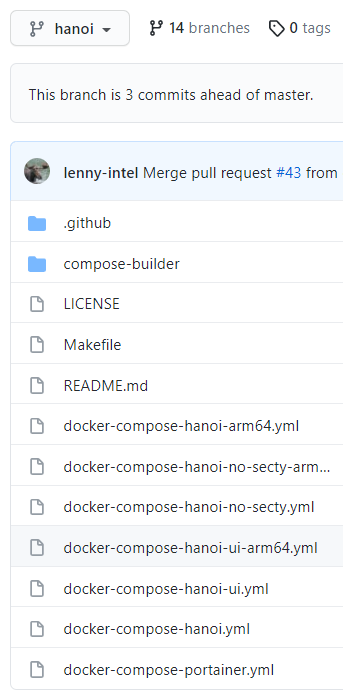 hanoi 14 branches 0 tags
This branch is 3 commits ahead of master.
lenny-intel Merge pull request #43 from
.github
compose-builder
LICENSE
Makefile
README.md
docker-compose-hanoi-arm64.yml
docker-compose-hanoi-no-secty-arm...
docker-compose-hanoi-no-secty.yml
docker-compose-hanoi-ui-arm64.yml
docker-compose-hanoi-ui.yml
docker-compose-hanoi.yml
docker-compose-portainer.yml